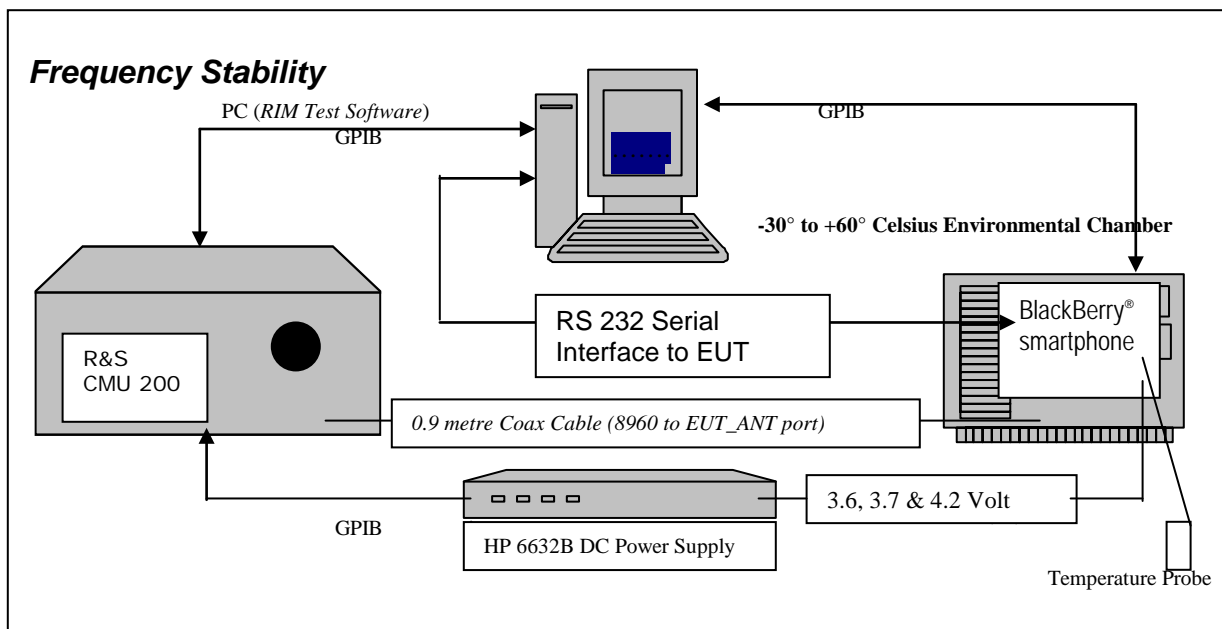 Frequency Stability
PC (RIM Test Software)
GPIB
GPIB
-30° to +60° Celsius Environmental Chamber
RS 232 Serial
Interface to EUT
BlackBerry®
smartphone
R&S
CMU 200
0.9 metre Coax Cable (8960 to EUT_ANT port)
3.6, 3.7 & 4.2 Volt
GPIB
HP 6632B DC Power Supply
Temperature Probe